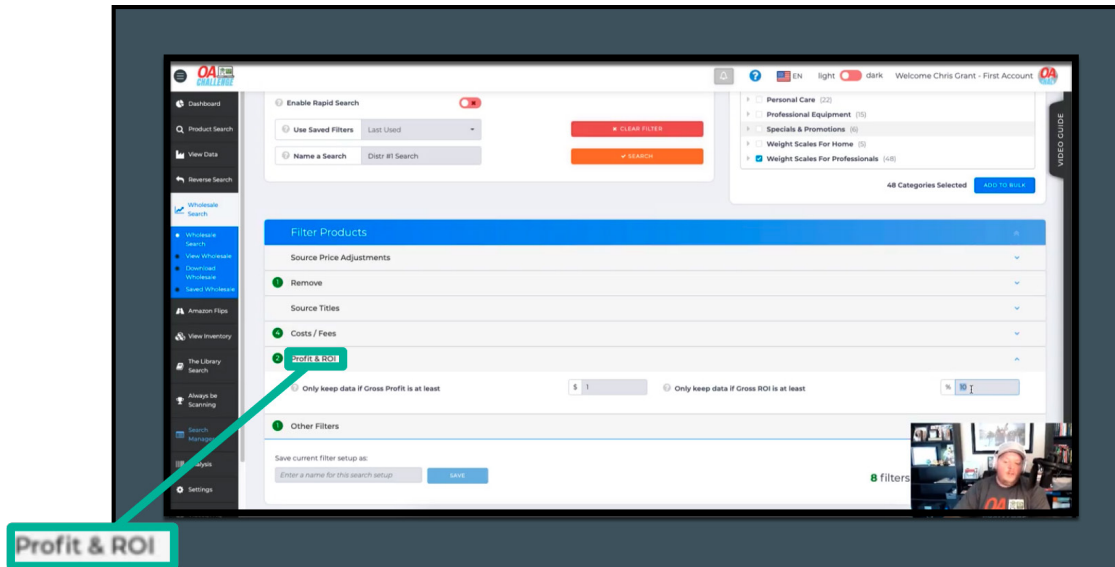 OA
CHALLENGE
EN
light
dark
Welcome Chris Grant - First Account
OA
Dashboard
Product Search
View Data
Reverse Search
Wholesale
Search
Wholesale
Search
View Wholesale
Download
Wholesale
Saved Wholesale
Amazon Flips
View Inventory
The Library
Search
Always be
Scanning
Search
Settings
Enable Rapid Search
Use Saved Filters
Last Used
CLEAR FILTER
Name a Search
Distr #1 Search
SEARCH
Personal Care (22)
Professional Equipment (15)
Specials & Promotions (6)
Weight Scales For Home (5)
Weight Scales For Professionals (48)
48 Categories Selected
ADD TO BULK
VIDEO GUIDE
Filter Products
Source Price Adjustments
1 Remove
Source Titles
4 Costs / Fees
2 Profit & ROI
Only keep data if Gross Profit is at least
$ 1
Only keep data if Gross ROI is at least
% 10
1 Other Filters
Save current filter setup as:
Enter a name for this search setup
SAVE
8 filters
OA
Profit & ROI